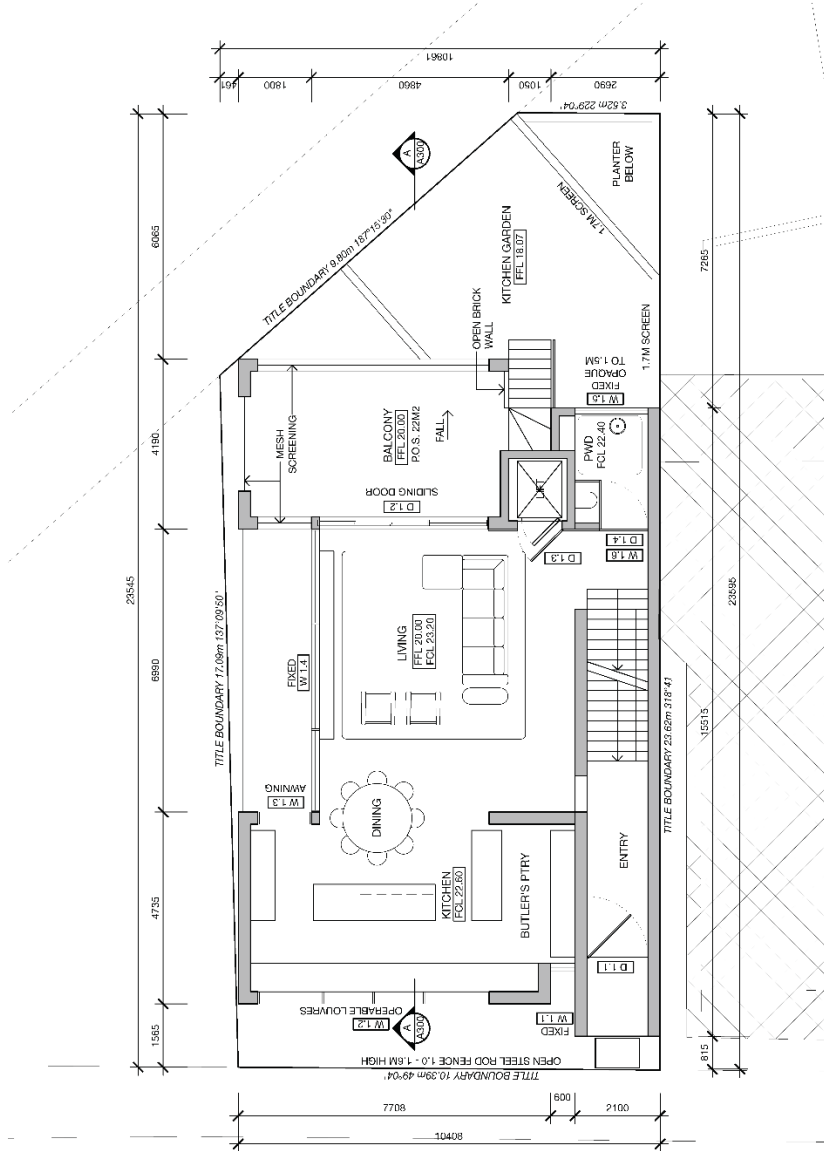 10861
461
1800
4860
1050
2690
3.52m 229°04'
A
A300
PLANTER
BELOW
1.7M SCREEN
TITLE BOUNDARY 9.80m 187°15'30"
KITCHEN GARDEN
FFL 18.07
6065
7265
OPEN BRICK
WALL
1.7M SCREEN
FIXED
OPAQUE
TO 1.5M
W 1.5
MESH
SCREENING
BALCONY
FFL 20.00
P.O.S. 22M2
FALL
PWD
FCL 22.40
4190
SLIDING DOOR
D 1.2
LIFT
D 1.3
D 1.4
W 1.6
23545
23595
TITLE BOUNDARY 17.09m 137°09'50"
6990
FIXED
W 1.4
LIVING
FFL 20.00
FCL 23.20
TITLE BOUNDARY 23.62m 318°41'
15515
AWNING
W 1.3
DINING
KITCHEN
FCL 22.60
BUTLER'S PTRY
ENTRY
4735
D 1.1
OPERABLE LOUVRES
W 1.2
A
A300
FIXED
W 1.1
1565
815
OPEN STEEL ROD FENCE 1.0 - 1.6M HIGH
TITLE BOUNDARY 10.39m 49°04'
7708
600
2100
10408